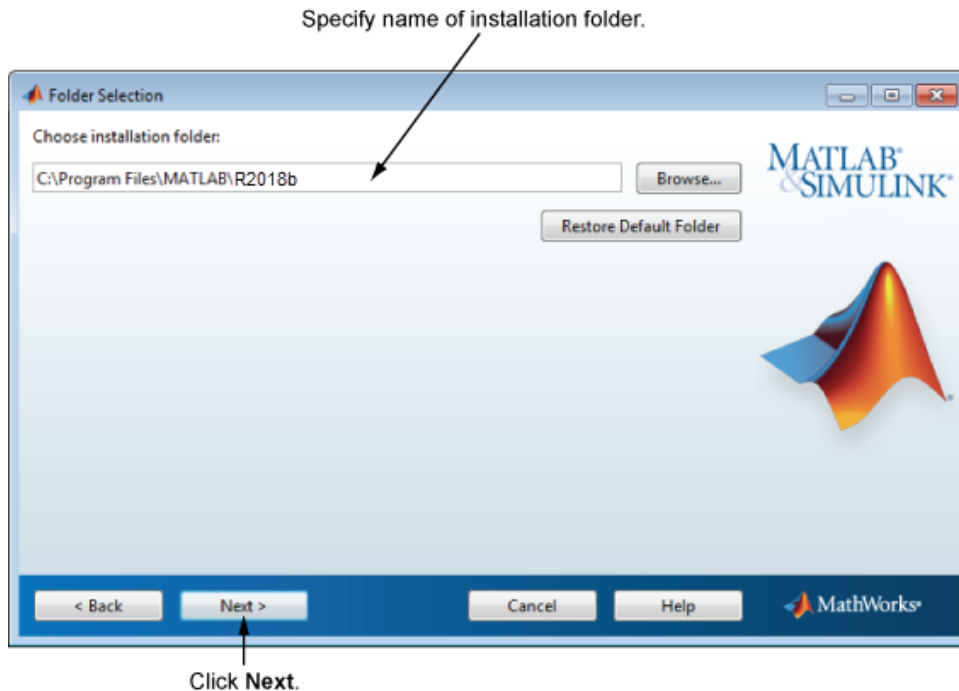 Specify name of installation folder.
Folder Selection
Choose installation folder:
C:\Program Files\MATLAB\R2018b
Browse...
Restore Default Folder
MATLAB®
&SIMULINK®
®
< Back
Next >
Cancel
Help
MathWorks®
Click Next.